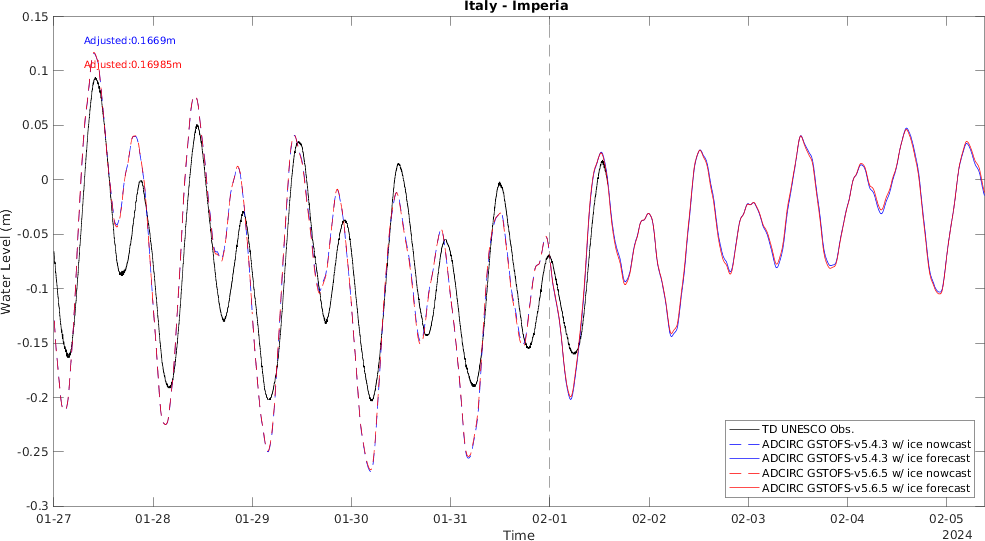 Italy - Imperia
0.15
0.1
0.05
0
-0.05
-0.1
-0.15
-0.2
-0.25
-0.3
Water Level (m)
Adjusted:0.1669m
Adjusted:0.16985m
TD UNESCO Obs.
ADCIRC GSTOFS-v5.4.3 w/ ice nowcast
ADCIRC GSTOFS-v5.4.3 w/ ice forecast
ADCIRC GSTOFS-v5.6.5 w/ ice nowcast
ADCIRC GSTOFS-v5.6.5 w/ ice forecast
01-27 01-28 01-29 01-30 01-31 02-01 02-02 02-03 02-04 02-05
Time
2024